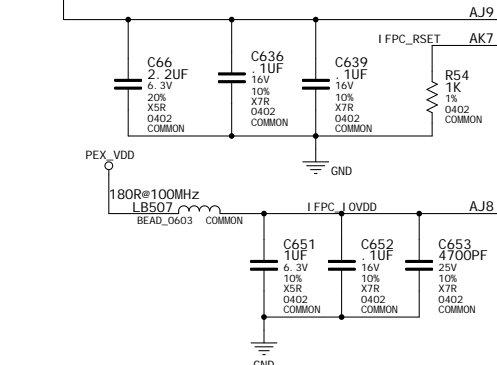 AJ9
IFPC_RSET AK7
C66
2.2UF
6.3V
20%
X5R
0402
COMMON
C636
.1UF
16V
10%
X7R
0402
COMMON
C639
.1UF
16V
10%
X7R
0402
COMMON
R54
1K
1%
0402
COMMON
GND
PEX_VDD
180R@100MHz
LB507
BEAD_0603 COMMON
IFPC_IOVDD AJ8
C651
1UF
6.3V
10%
X5R
0402
COMMON
C652
.1UF
16V
10%
X7R
0402
COMMON
C653
4700PF
25V
10%
X7R
0402
COMMON
GND